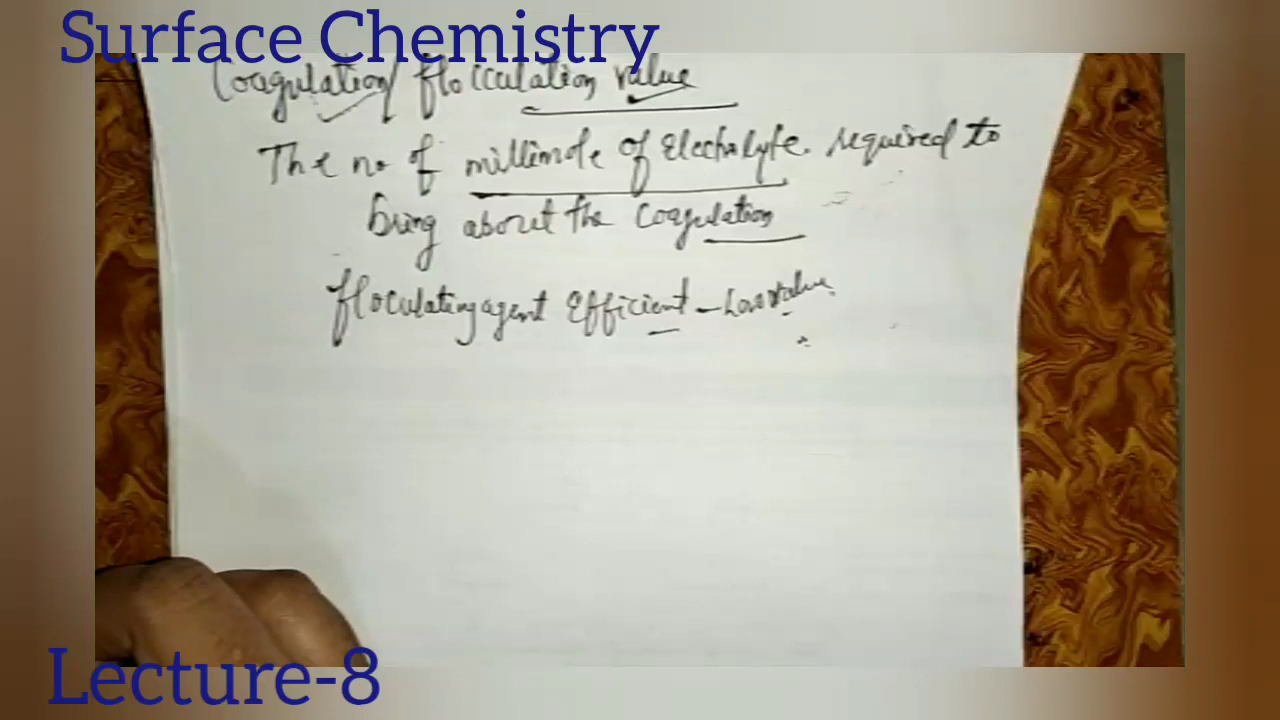 Surface Chemistry
Coagulation/ flocculation value
The no of millimole of Electrolyte. required to
bring about the coagulation
floculating agent Efficient - Low value
Lecture-8